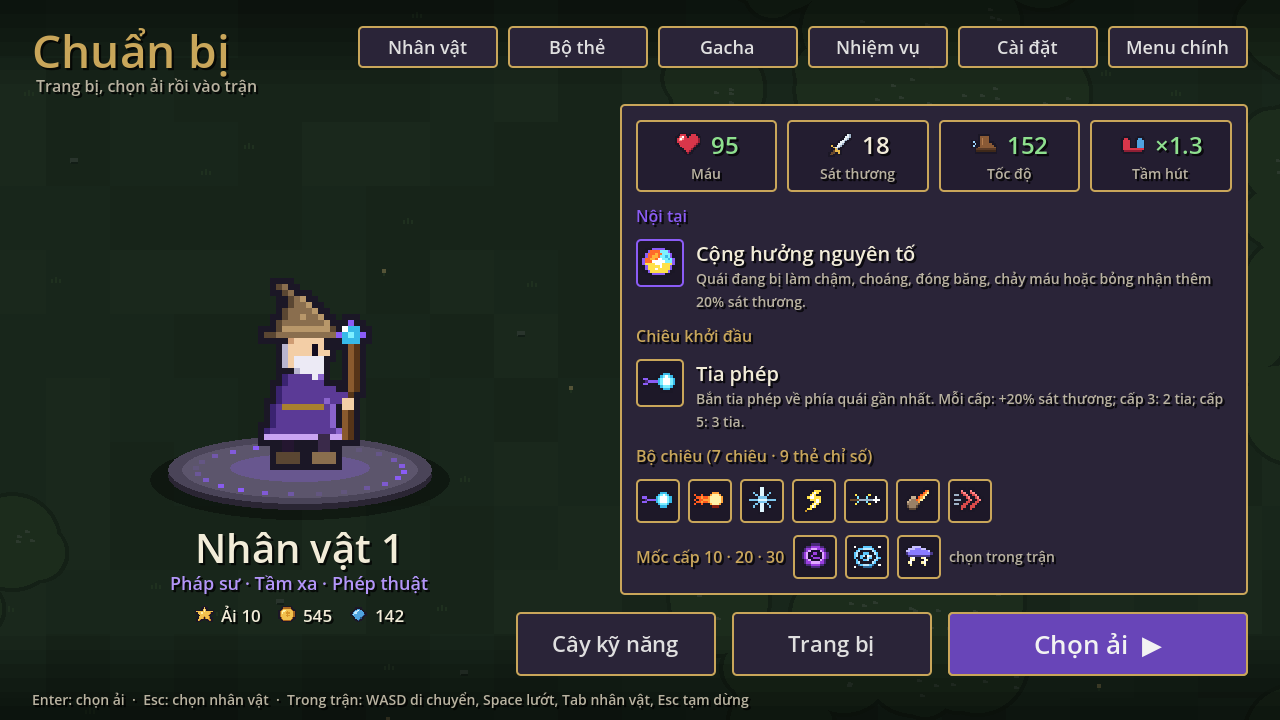 Chuẩn bị
Trang bị, chọn ải rồi vào trận
Nhân vật
Bộ thẻ
Gacha
Nhiệm vụ
Cài đặt
Menu chính
95
Máu
18
Sát thương
152
Tốc độ
×1.3
Tầm hút
Nội tại
Cộng hưởng nguyên tố
Quái đang bị làm chậm, choáng, đóng băng, chảy máu hoặc bỏng nhận thêm
20% sát thương.
Chiêu khởi đầu
Tia phép
Bắn tia phép về phía quái gần nhất. Mỗi cấp: +20% sát thương; cấp 3: 2 tia; cấp
5: 3 tia.
Bộ chiêu (7 chiêu · 9 thẻ chỉ số)
Mốc cấp 10 · 20 · 30
chọn trong trận
Nhân vật 1
Pháp sư · Tầm xa · Phép thuật
Ải 10
545
142
Cây kỹ năng
Trang bị
Chọn ải ▶
Enter: chọn ải · Esc: chọn nhân vật · Trong trận: WASD di chuyển, Space lướt, Tab nhân vật, Esc tạm dừng